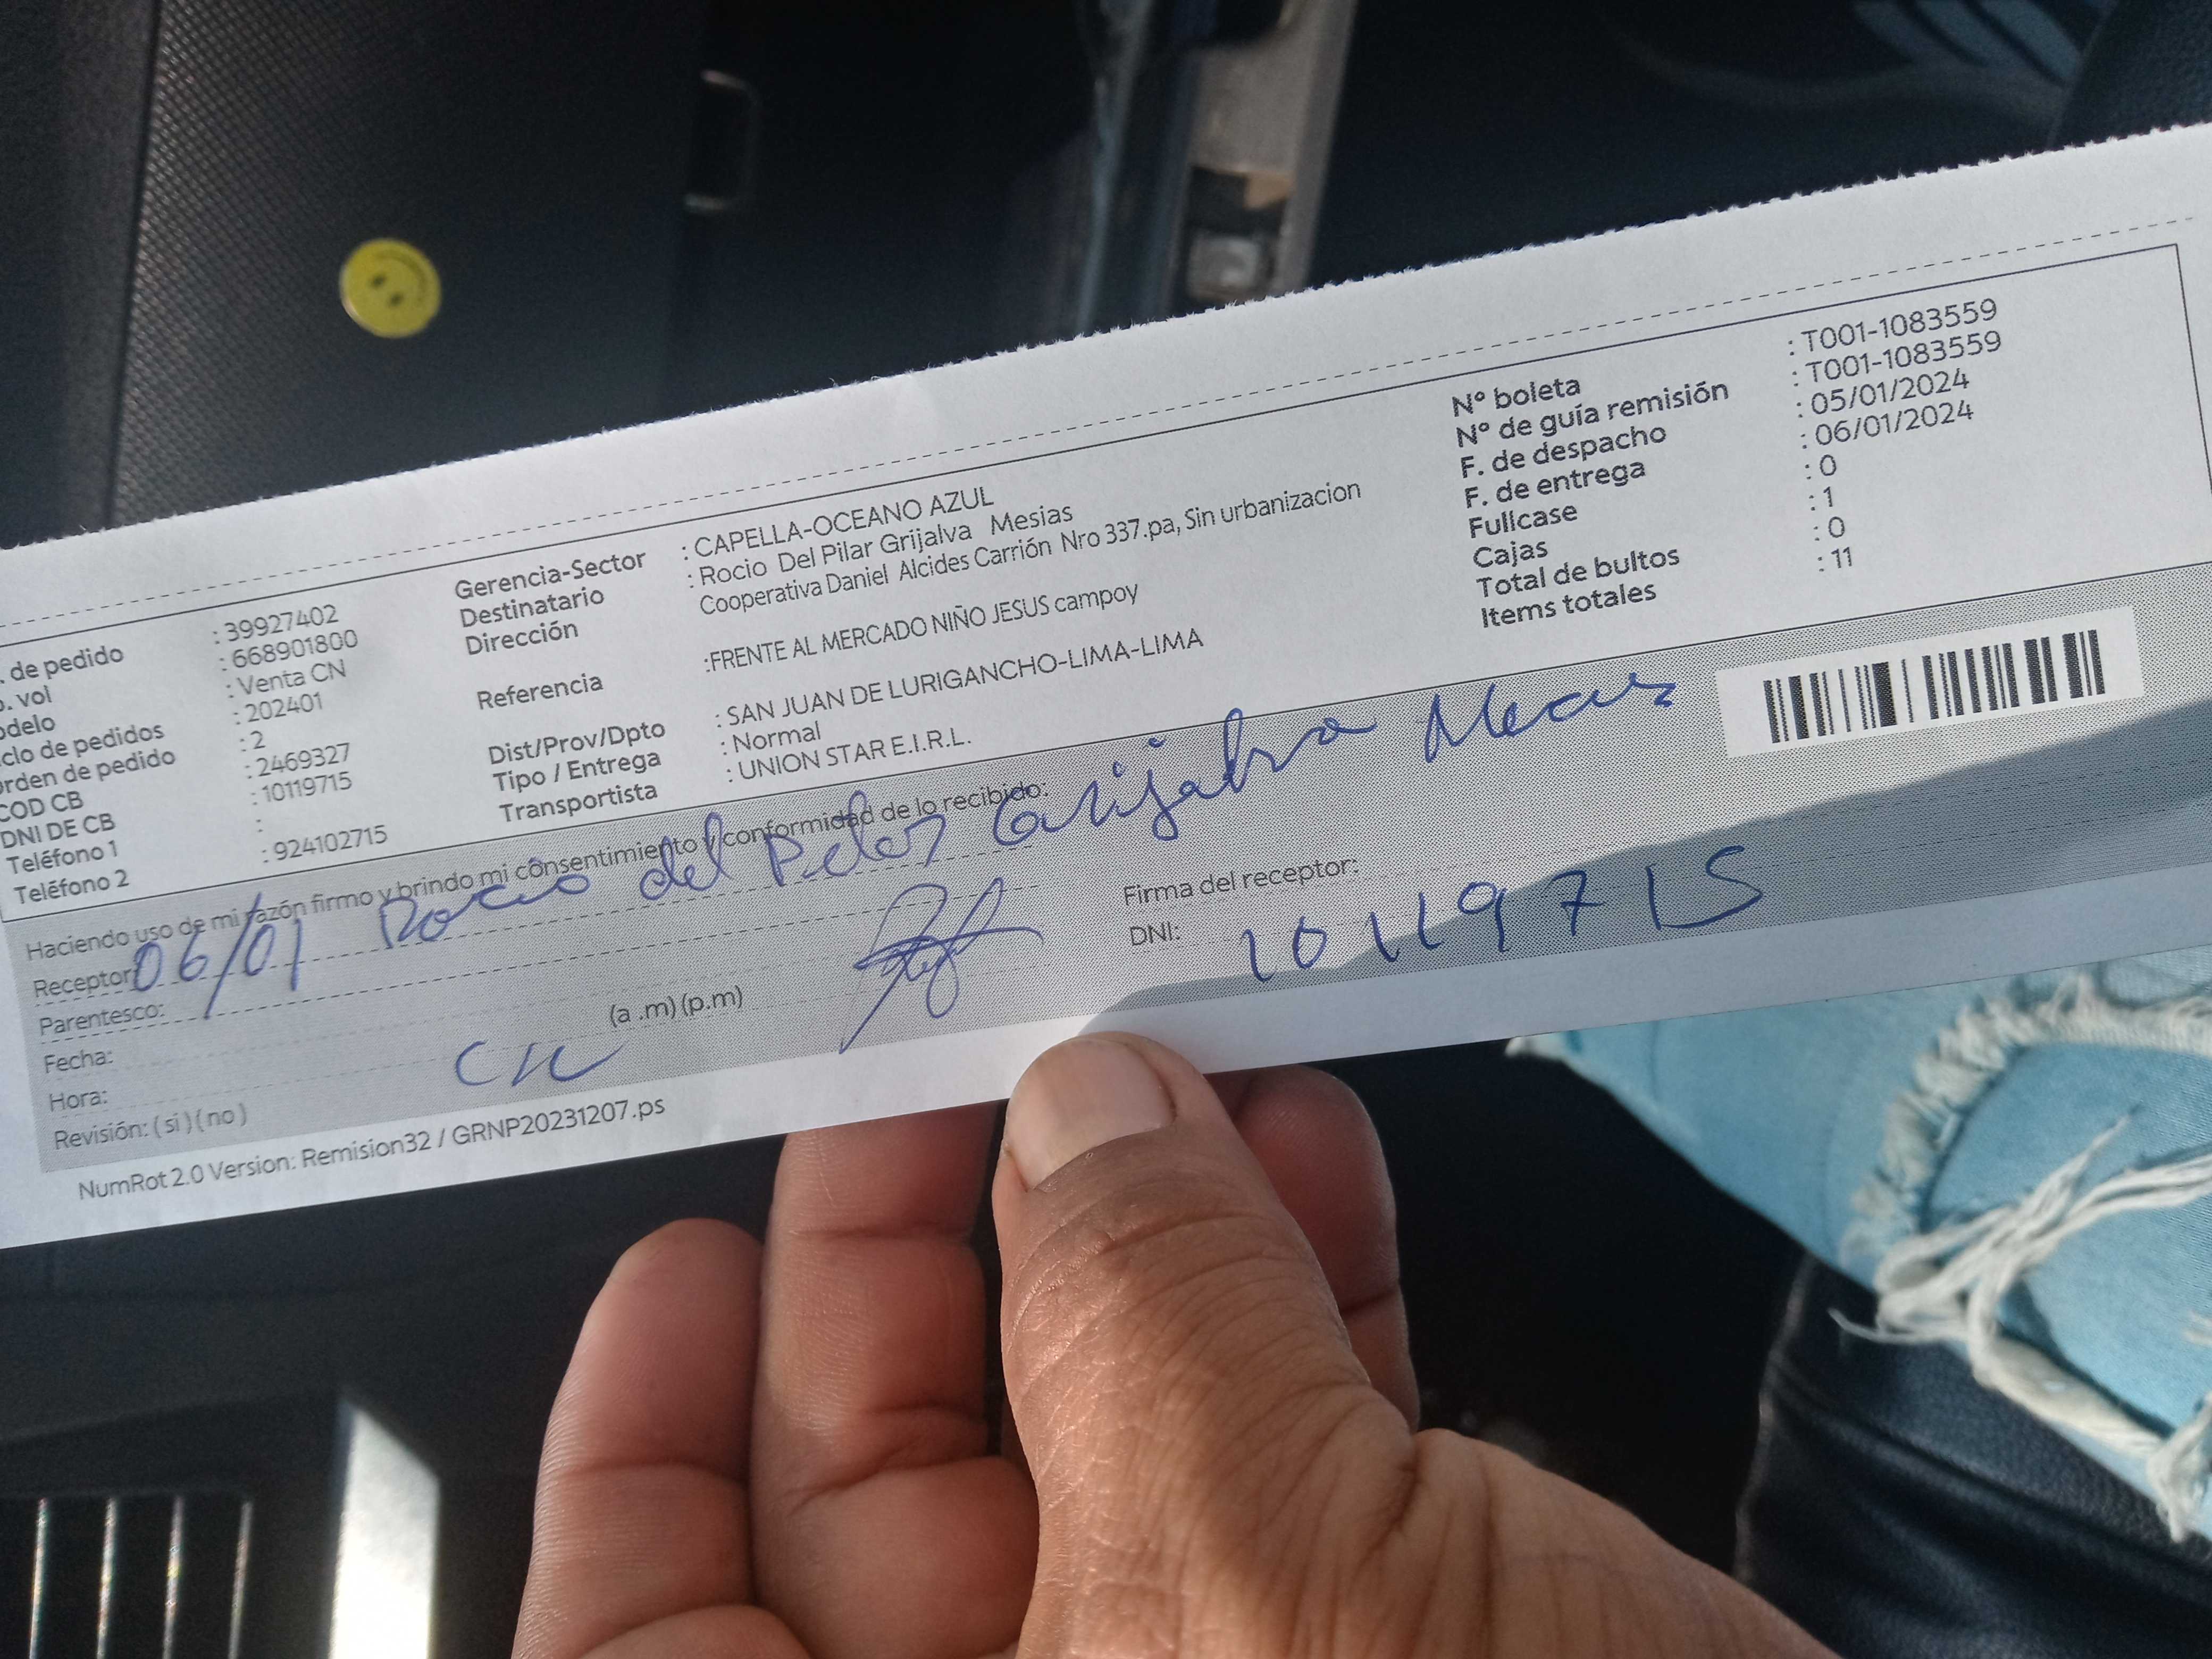 . de pedido : 39927402
o. vol : 668901800
odelo : Venta CN
clo de pedidos : 202401
orden de pedido : 2
COD CB : 2469327
DNI DE CB : 10119715
Teléfono 1 :
Teléfono 2 : 924102715
Gerencia-Sector : CAPELLA-OCEANO AZUL
Destinatario : Rocio Del Pilar Grijalva Mesias
Dirección Cooperativa Daniel Alcides Carrión Nro 337.pa, Sin urbanizacion
Referencia :FRENTE AL MERCADO NIÑO JESUS campoy
Dist/Prov/Dpto : SAN JUAN DE LURIGANCHO-LIMA-LIMA
Tipo / Entrega : Normal
Transportista : UNION STAR E.I.R.L.
Nº boleta : T001-1083559
Nº de guía remisión : T001-1083559
F. de despacho : 05/01/2024
F. de entrega : 06/01/2024
Fullcase : 0
Cajas : 1
Total de bultos : 0
Items totales : 11
Haciendo uso de mi razón firmo y brindo mi consentimiento y conformidad de lo recibido:
Receptor: 06/01 Rocio del Pilar Grijalva
Parentesco:
Fecha:
Hora: (a .m) (p.m)
Revisión: ( si ) ( no )
Firma del receptor:
DNI: 10119715
NumRot 2.0 Version: Remision32 / GRNP20231207.ps